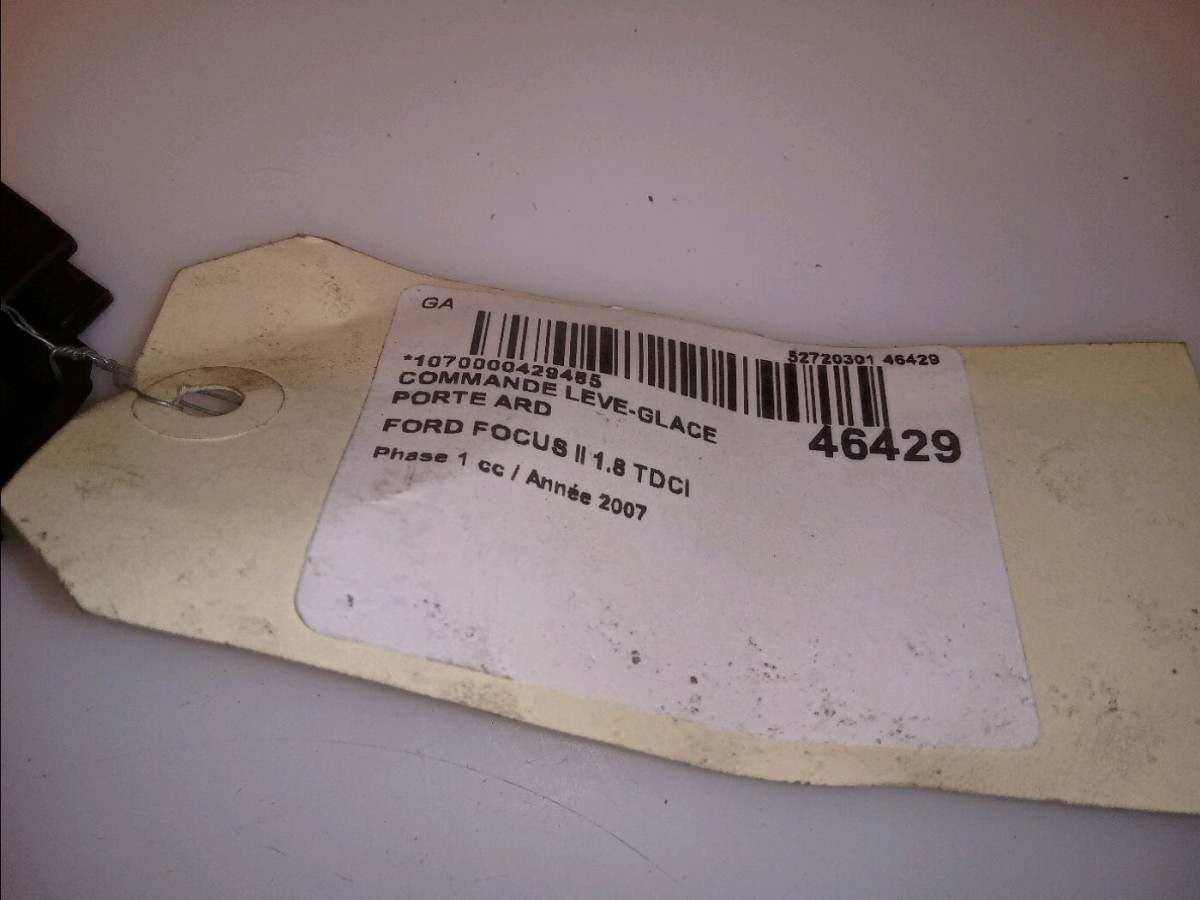 GA
52720301 46429
*1070000429485
COMMANDE LEVE-GLACE
PORTE ARD
46429
FORD FOCUS II 1.8 TDCI
Phase 1 cc / Année 2007